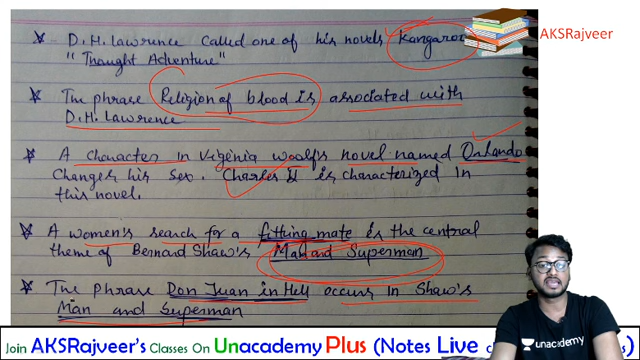 * D.H. Lawrence called one of his novels Kangaroo
"Thought Adventure"
* The phrase Religion of blood is associated with
D.H. Lawrence
* A character in Virginia woolf's novel named Orlando
Changes his sex. Charles II is characterized in
this novel.
* A women's search for a fitting mate is the central
theme of Bernard Shaw's Man and Superman
* The phrase Don Juan in Hell occurs in Shaw's
Man and Superman
AKSRajveer
unacademy
Join AKSRajveer's Classes On Unacademy Plus (Notes Live